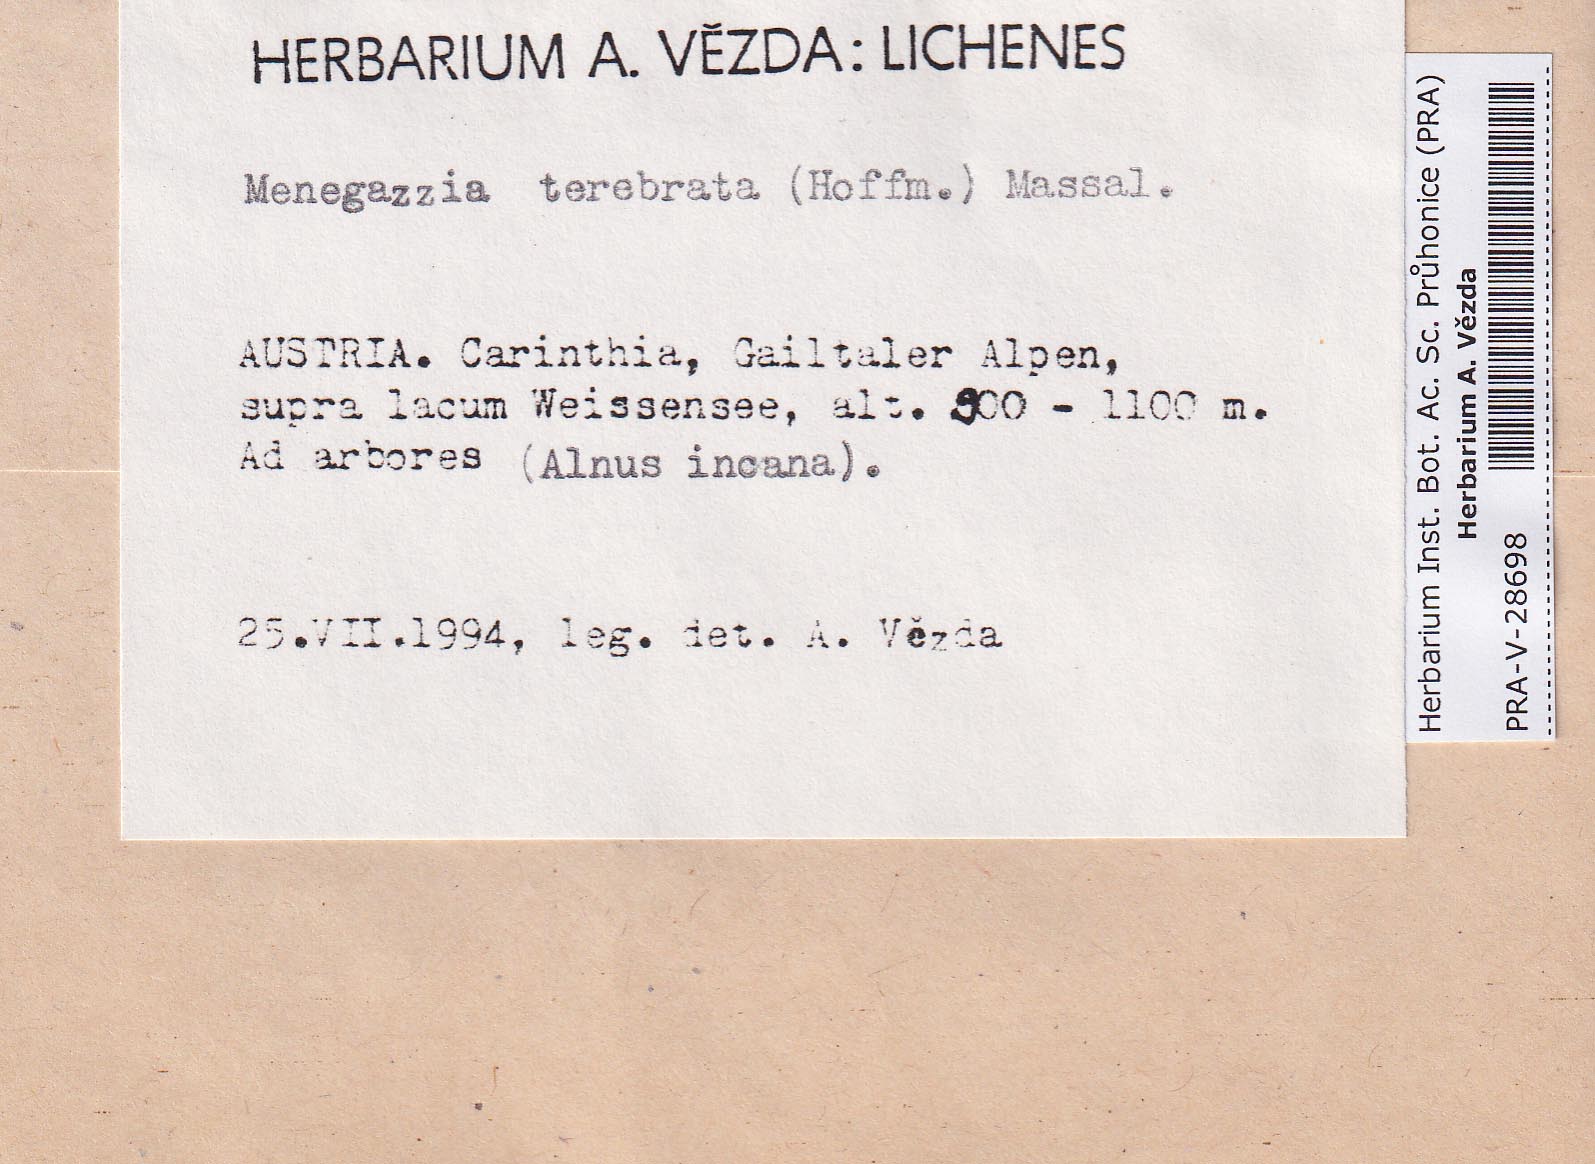 HERBARIUM A. VĚZDA: LICHENES
Menegazzia terebrata (Hoffm.) Massal.
AUSTRIA. Carinthia, Gailtaler Alpen,
supra lacum Weissensee, alt. 900 - 1100 m.
Ad arbores (Alnus incana).
25.VII.1994, leg. det. A. Vězda
Herbarium Inst. Bot. Ac. Sc. Průhonice (PRA)
Herbarium A. Vězda
PRA-V-28698